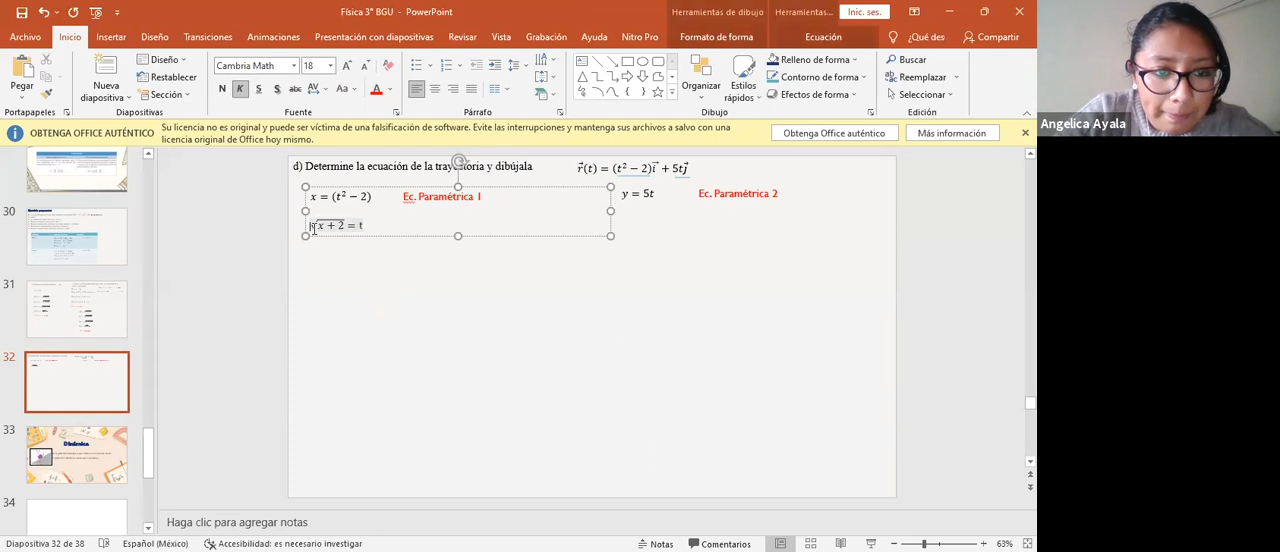 Física 3° BGU - PowerPoint
Herramientas de dibujo
Herramientas...
Inic. ses.
Archivo Inicio Insertar Diseño Transiciones Animaciones Presentación con diapositivas Revisar Vista Grabación Ayuda Nitro Pro Formato de forma Ecuación ¿Qué des Compartir
Pegar
Nueva diapositiva
Diseño
Restablecer
Sección
Cambria Math 18
N K S S AV Aa A
Organizar
Estilos rápidos
Relleno de forma
Contorno de forma
Efectos de forma
Buscar
Reemplazar
Seleccionar
Portapapeles Diapositivas Fuente Párrafo Dibujo Edición
OBTENGA OFFICE AUTÉNTICO
Su licencia no es original y puede ser víctima de una falsificación de software. Evite las interrupciones y mantenga sus archivos a salvo con una
licencia original de Office hoy mismo.
Obtenga Office auténtico
Más información
Angelica Ayala
30
31
32
33
Dinámica
34
d) Determine la ecuación de la trayectoria y dibújala
r⃗(t) = (t² − 2)i⃗ + 5tj⃗
x = (t² − 2) Ec. Paramétrica 1
y = 5t Ec. Paramétrica 2
√x + 2 = t
Haga clic para agregar notas
Diapositiva 32 de 38 Español (México) Accesibilidad: es necesario investigar Notas Comentarios 63%